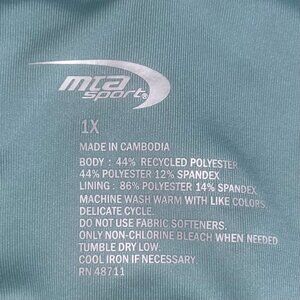 mta
sport®
1X
MADE IN CAMBODIA
BODY : 44% RECYCLED POLYESTER
44% POLYESTER 12% SPANDEX
LINING : 86% POLYESTER 14% SPANDEX
MACHINE WASH WARM WITH LIKE COLORS
DELICATE CYCLE.
DO NOT USE FABRIC SOFTENERS.
ONLY NON-CHLORINE BLEACH WHEN NEEDED
TUMBLE DRY LOW.
COOL IRON IF NECESSARY.
RN 48711